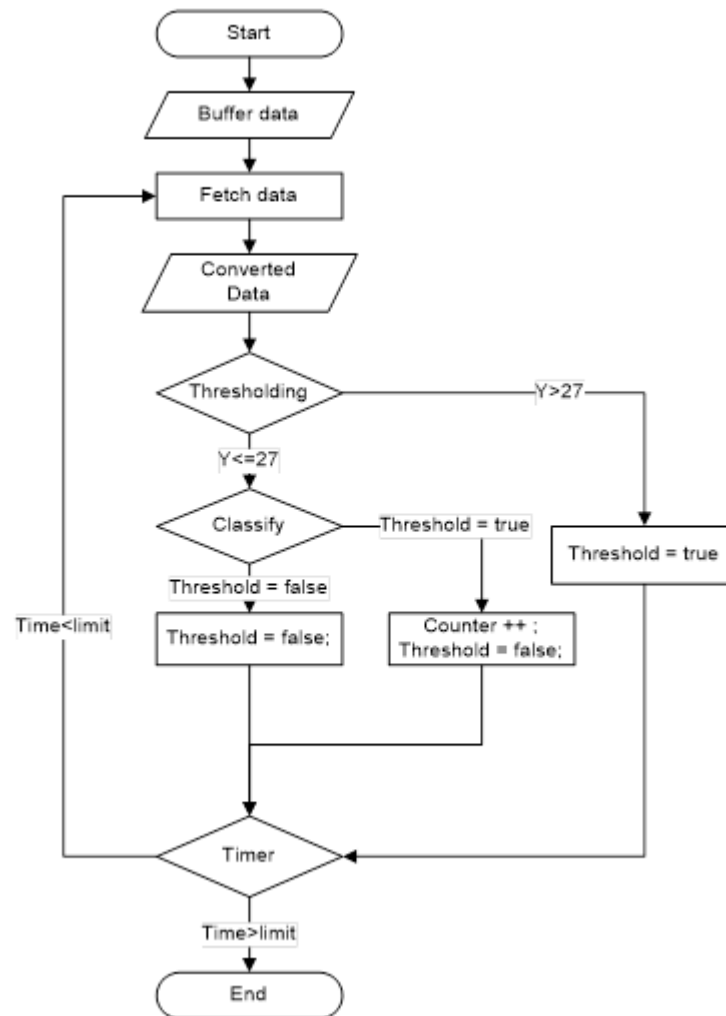 Start
Buffer data
Fetch data
Converted
Data
Thresholding
Y>27
Y<=27
Classify
Threshold = true
Threshold = true
Threshold = false
Time<limit
Threshold = false;
Counter ++ ;
Threshold = false;
Timer
Time>limit
End